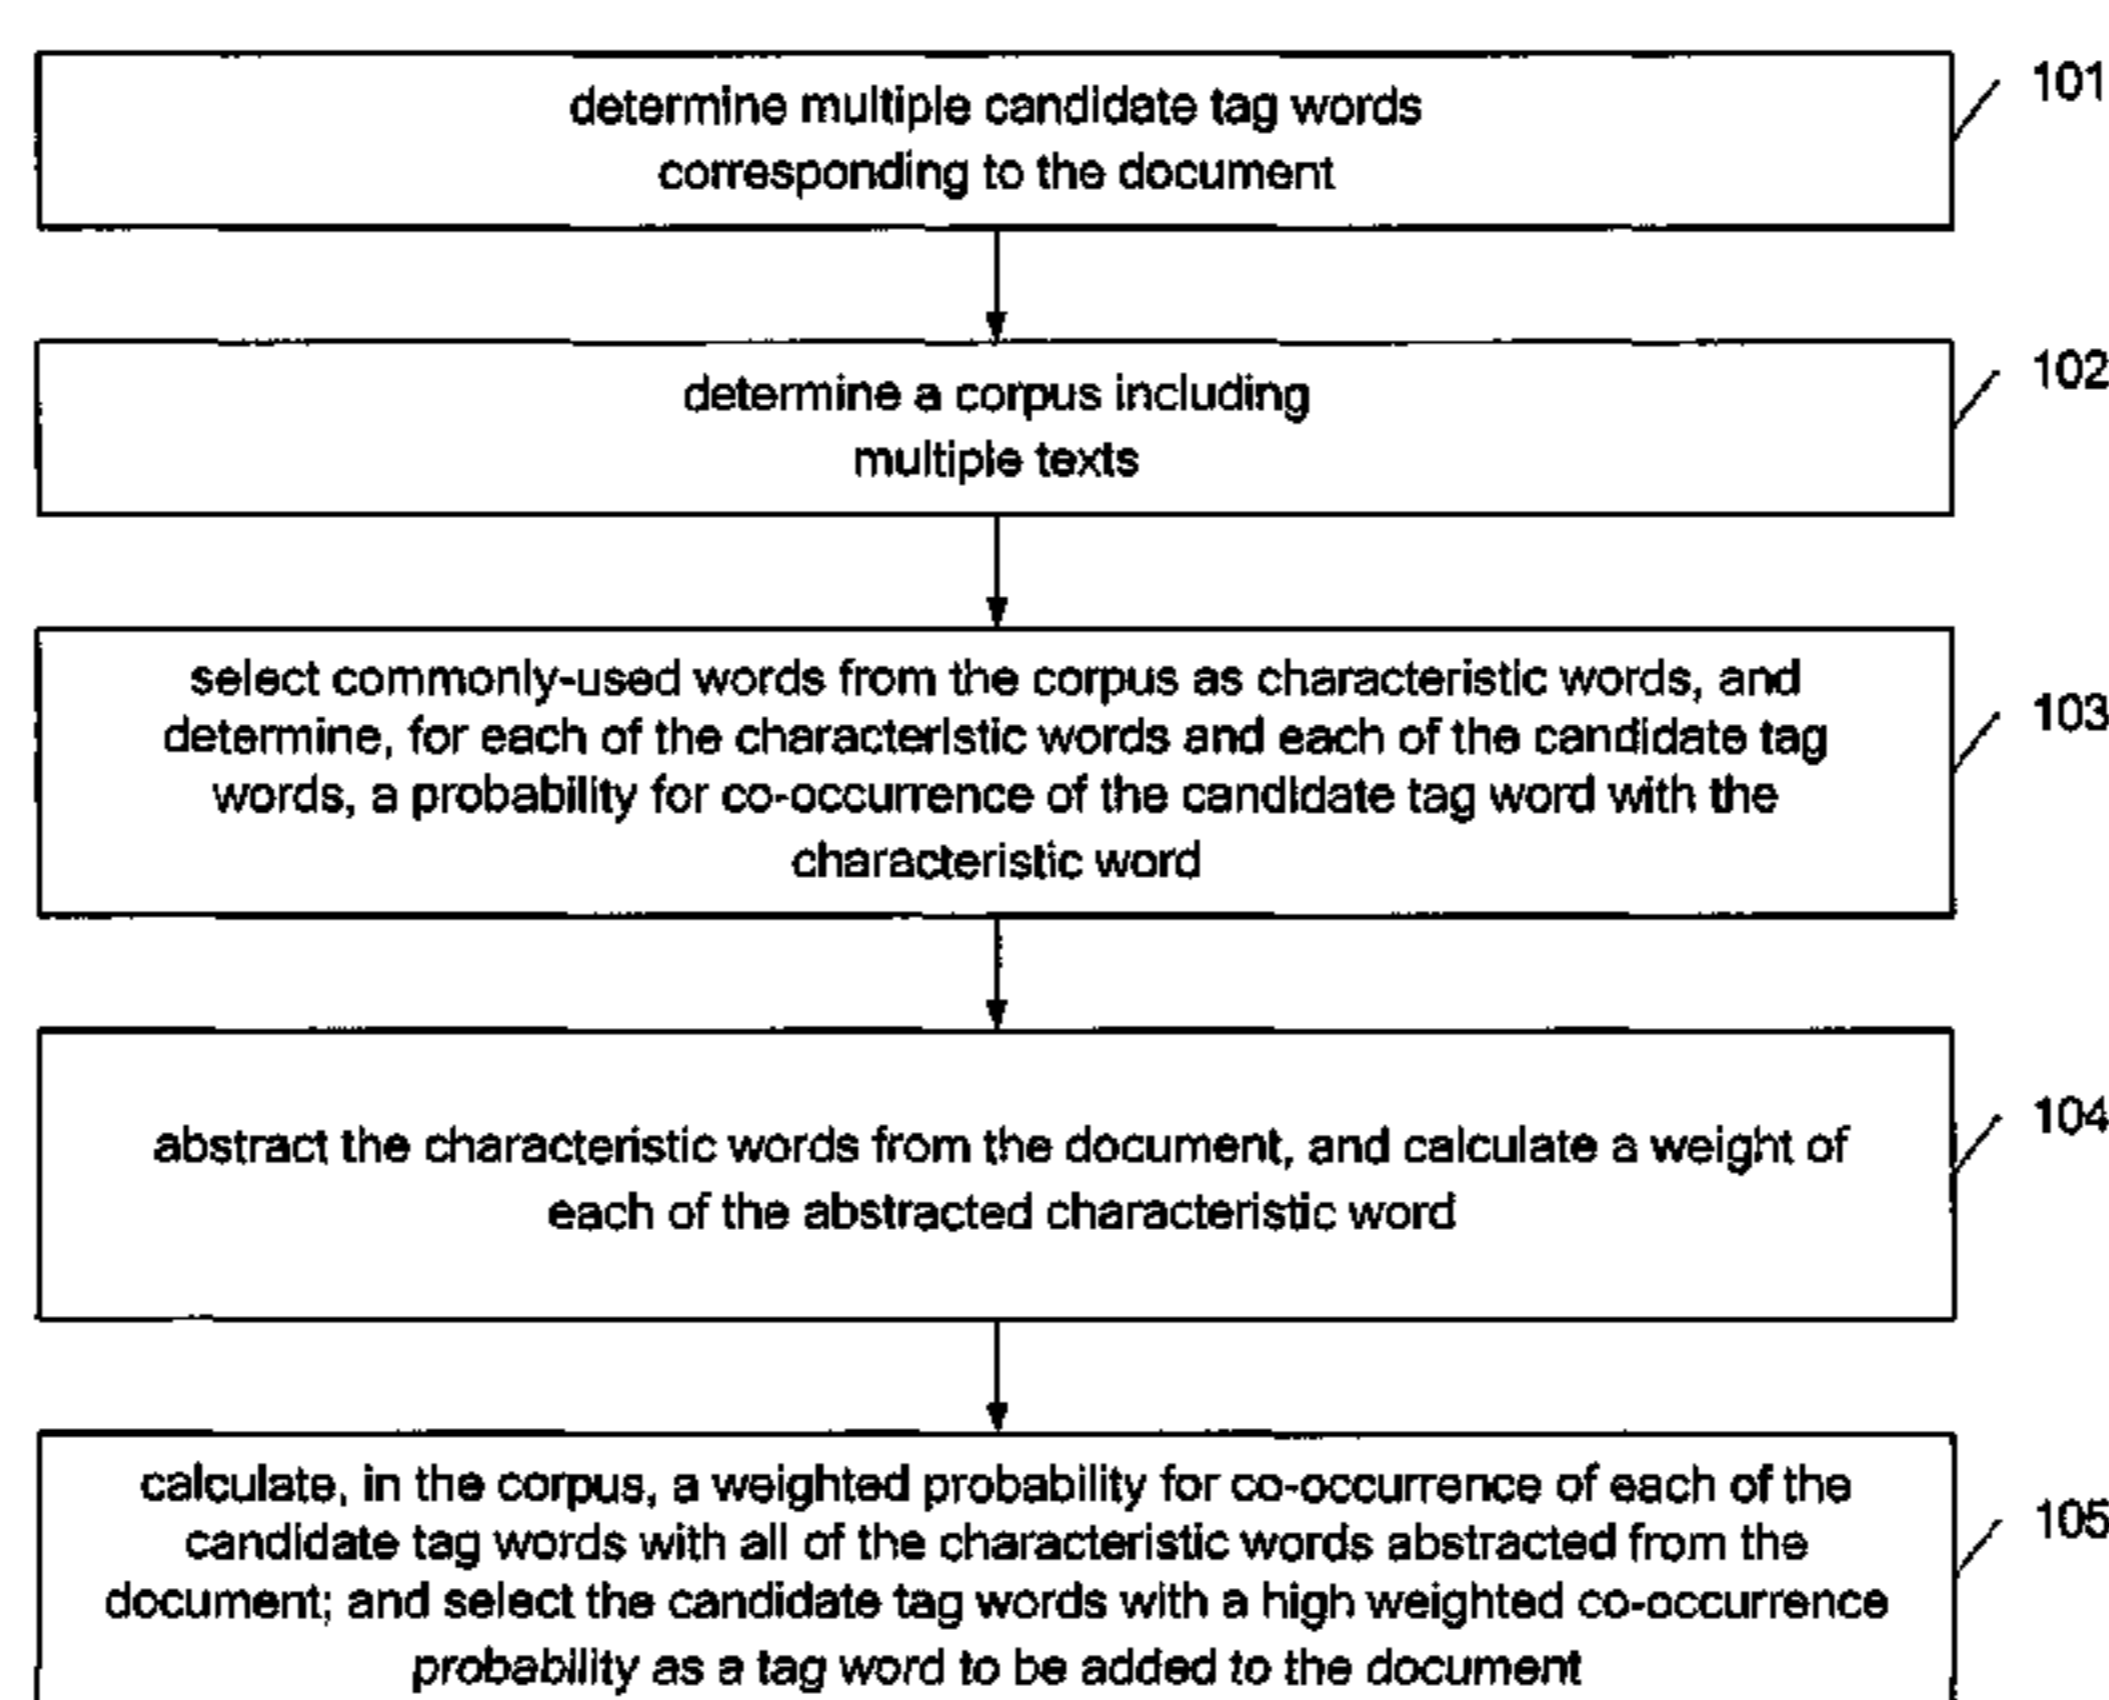 determine multiple candidate tag words
101
corresponding to the document
determine a corpus including
102
multiple texts
select commonly-used words from the corpus as characteristic words, and
determine, for each of the characteristic words and each of the candidate tag
103
words, a probability for co-occurrence of the candidate tag word with the
characteristic word
abstract the characteristic words from the document, and calculate a weight of
104
each of the abstracted characteristic word
calculate, in the corpus, a weighted probability for co-occurrence of each of the
105
candidate tag words with all of the characteristic words abstracted from the
document; and select the candidate tag words with a high weighted co-occurrence
probability as a tag word to be added to the document